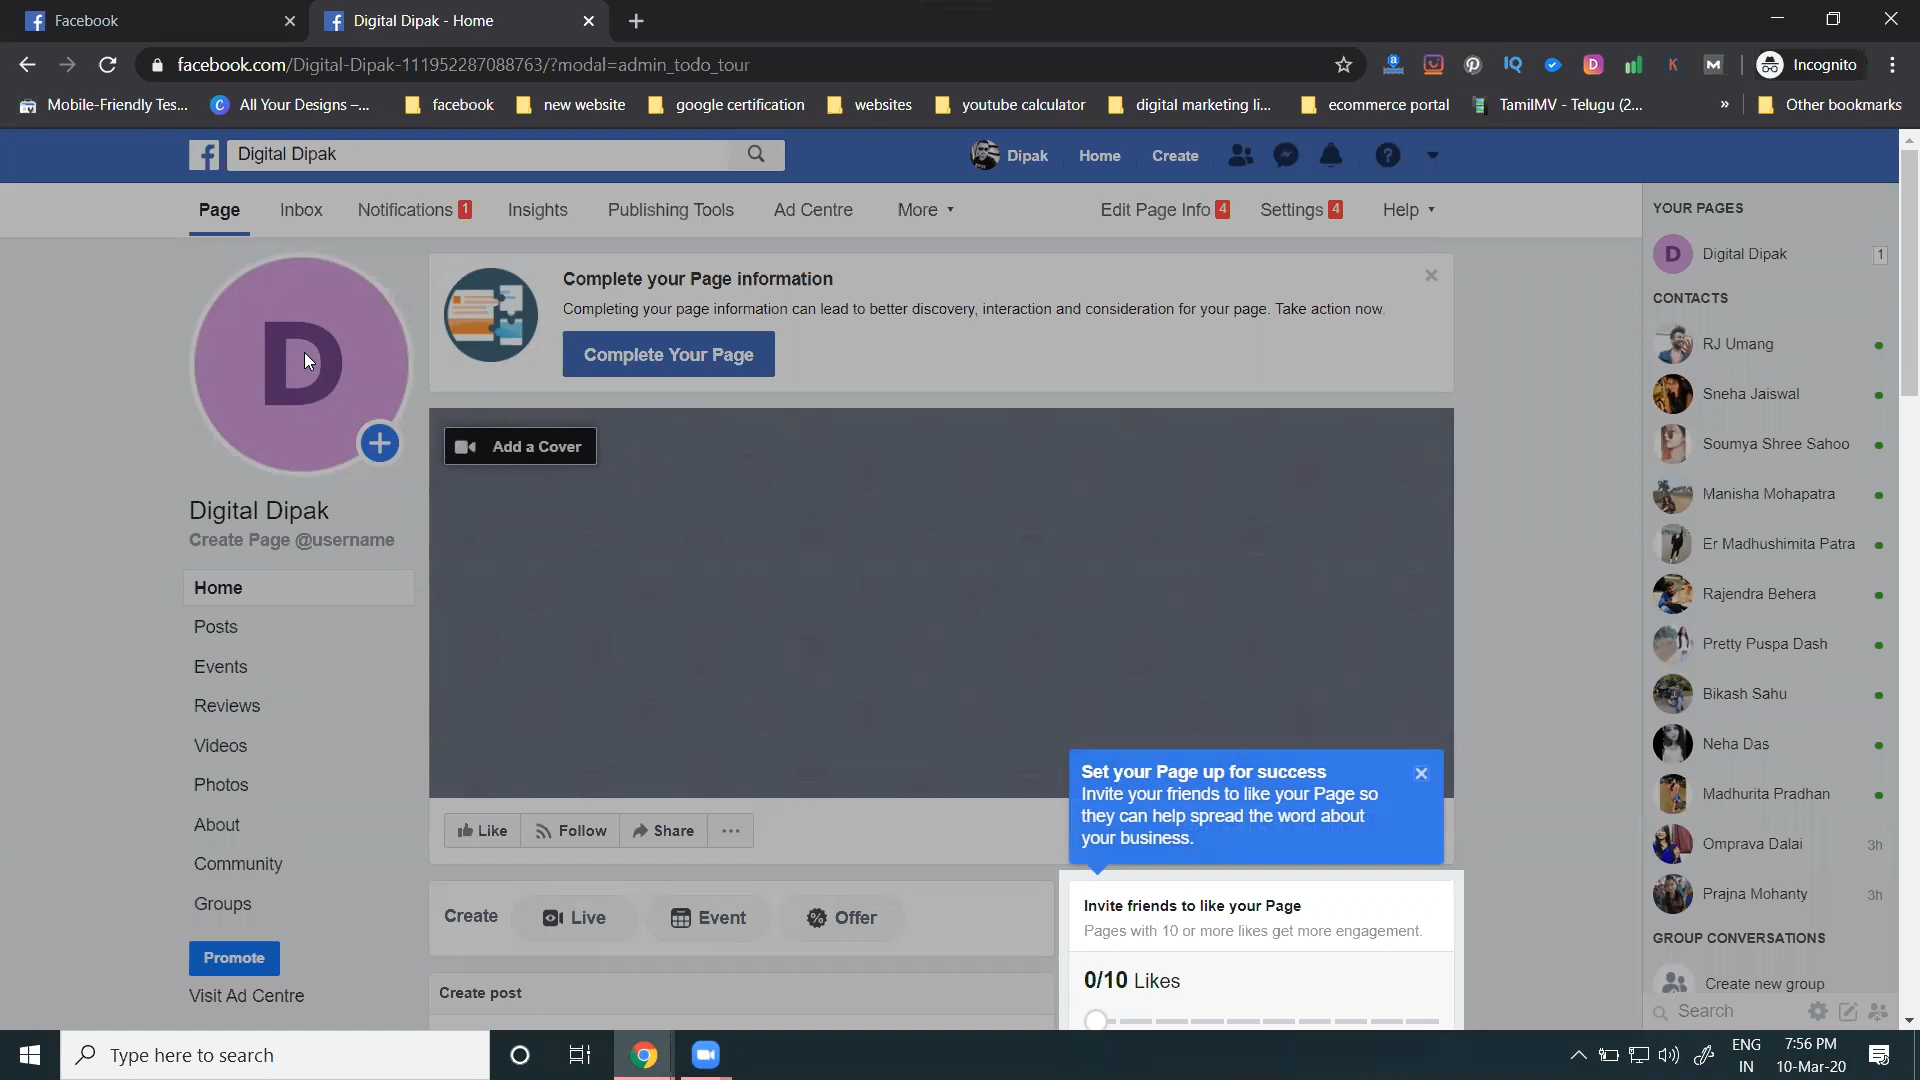 Facebook
Digital Dipak - Home
facebook.com/Digital-Dipak-111952287088763/?modal=admin_todo_tour
Incognito
Mobile-Friendly Tes...
All Your Designs –...
facebook
new website
google certification
websites
youtube calculator
digital marketing li...
ecommerce portal
TamilMV - Telugu (2...
»
Other bookmarks
Digital Dipak
Dipak
Home
Create
Page
Inbox
Notifications 1
Insights
Publishing Tools
Ad Centre
More
Edit Page Info 4
Settings 4
Help
D
Digital Dipak
Create Page @username
Home
Posts
Events
Reviews
Videos
Photos
About
Community
Groups
Promote
Visit Ad Centre
Complete your Page information
Completing your page information can lead to better discovery, interaction and consideration for your page. Take action now.
Complete Your Page
Add a Cover
Like
Follow
Share
Create
Live
Event
Offer
Create post
Set your Page up for success
Invite your friends to like your Page so
they can help spread the word about
your business.
Invite friends to like your Page
Pages with 10 or more likes get more engagement.
0/10 Likes
YOUR PAGES
D Digital Dipak 1
CONTACTS
RJ Umang
Sneha Jaiswal
Soumya Shree Sahoo
Manisha Mohapatra
Er Madhushimita Patra
Rajendra Behera
Pretty Puspa Dash
Bikash Sahu
Neha Das
Madhurita Pradhan
Omprava Dalai 3h
Prajna Mohanty 3h
GROUP CONVERSATIONS
Create new group
Search
Type here to search
ENG
IN
7:56 PM
10-Mar-20